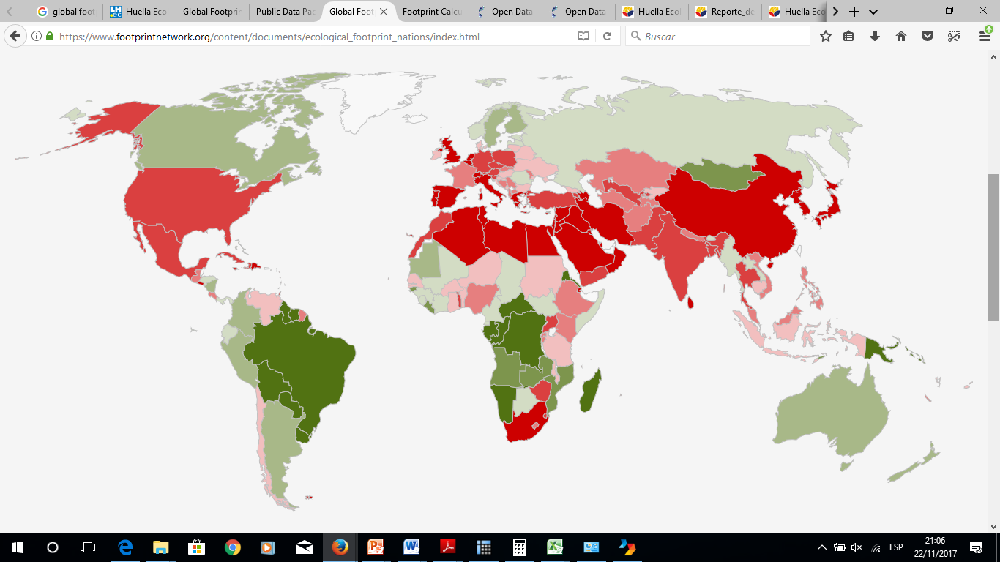 global foot
Huella Ecol
Global Footprin
Public Data Pac
Global Foot
Footprint Calcu
Open Data
Open Data
Huella Ecol
Reporte_de
Huella Eco
https://www.footprintnetwork.org/content/documents/ecological_footprint_nations/index.html
Buscar
ESP
21:06
22/11/2017